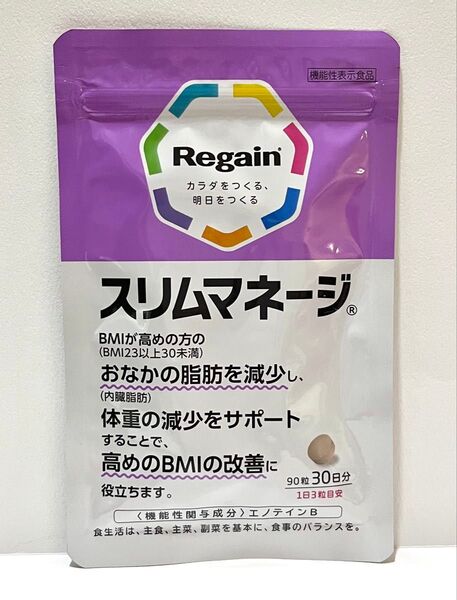 機能性表示食品
Regain®
カラダをつくる、
明日をつくる
スリムマネージ®
BMIが高めの方の
(BMI23以上30未満)
おなかの脂肪を減少し、
(内臓脂肪)
体重の減少をサポート
することで、
高めのBMIの改善に
役立ちます。
90粒 30日分
1日3粒目安
〈機能性関与成分〉エノテインB
食生活は、主食、主菜、副菜を基本に、食事のバランスを。